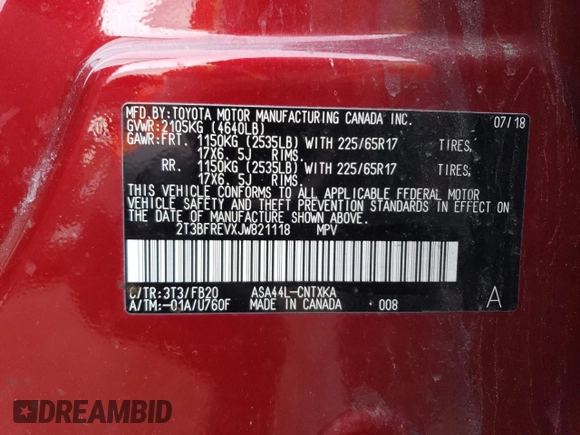 MFD.BY:TOYOTA MOTOR MANUFACTURING CANADA INC. 07/18
GVWR:2105KG (4640LB)
GAWR:FRT. 1150KG (2535LB) WITH 225/65R17 TIRES,
17X6.5J RIMS,
RR. 1150KG (2535LB) WITH 225/65R17 TIRES,
17X6.5J RIMS,
THIS VEHICLE CONFORMS TO ALL APPLICABLE FEDERAL MOTOR
VEHICLE SAFETY AND THEFT PREVENTION STANDARDS IN EFFECT ON
THE DATE OF MANUFACTURE SHOWN ABOVE.
2T3BFREVXJW821118 MPV
C/TR:3T3/FB20 ASA44L-CNTXKA
A/TM:-01A/U760F MADE IN CANADA 008 A
DREAMBID